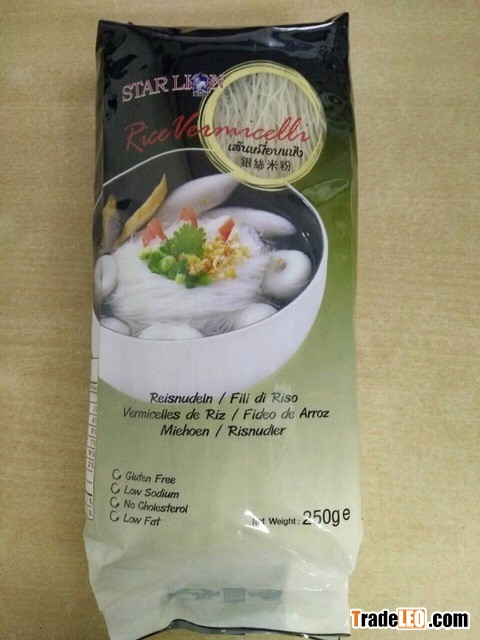 STAR LION
Rice Vermicelli
เส้นหมี่อบแห้ง
銀絲米粉
Reisnudeln / Fili di Riso
Vermicelles de Riz / Fideo de Arroz
Miehoen / Risnudler
Gluten Free
Low Sodium
No Cholesterol
Low Fat
Net Weight: 250g e
TradeLEO.com